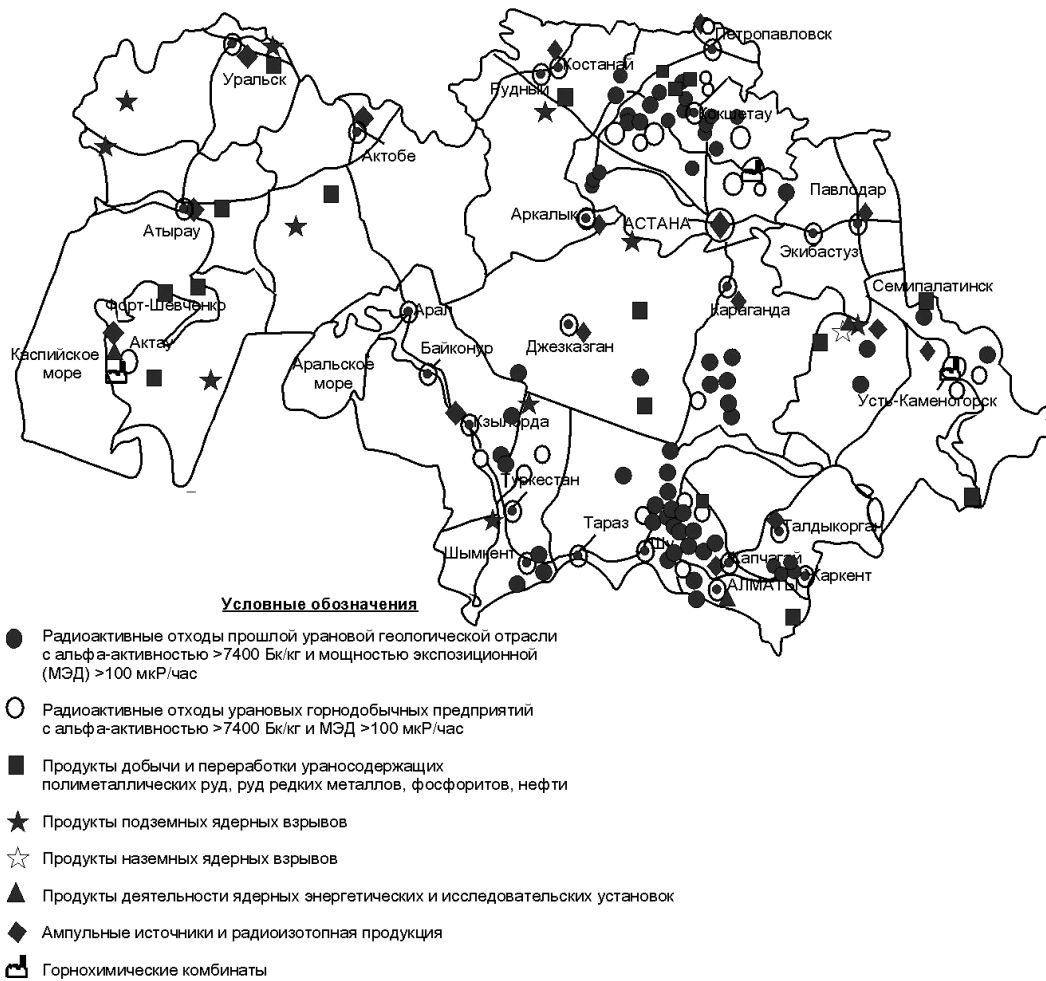 Петропавловск
Костанай
Уральск
Рудный
Кокшетау
Актобе
Павлодар
Аркалык
АСТАНА
Атырау
Экибастуз
Семипалатинск
Форт-Шевченко
Арал
Караганда
Актау
Каспийское
море
Байконур
Джезказган
Аральское
море
Усть-Каменогорск
Кзылорда
Туркестан
Тараз
Талдыкорган
Шымкент
Шу
Капчагай
АЛМАТЫ
Жаркент
Условные обозначения
Радиоактивные отходы прошлой урановой геологической отрасли
с альфа-активностью >7400 Бк/кг и мощностью экспозиционной
(МЭД) >100 мкР/час
Радиоактивные отходы урановых горнодобычных предприятий
с альфа-активностью >7400 Бк/кг и МЭД >100 мкР/час
Продукты добычи и переработки ураносодержащих
полиметаллических руд, руд редких металлов, фосфоритов, нефти
Продукты подземных ядерных взрывов
Продукты наземных ядерных взрывов
Продукты деятельности ядерных энергетических и исследовательских установок
Ампульные источники и радиоизотопная продукция
Горнохимические комбинаты